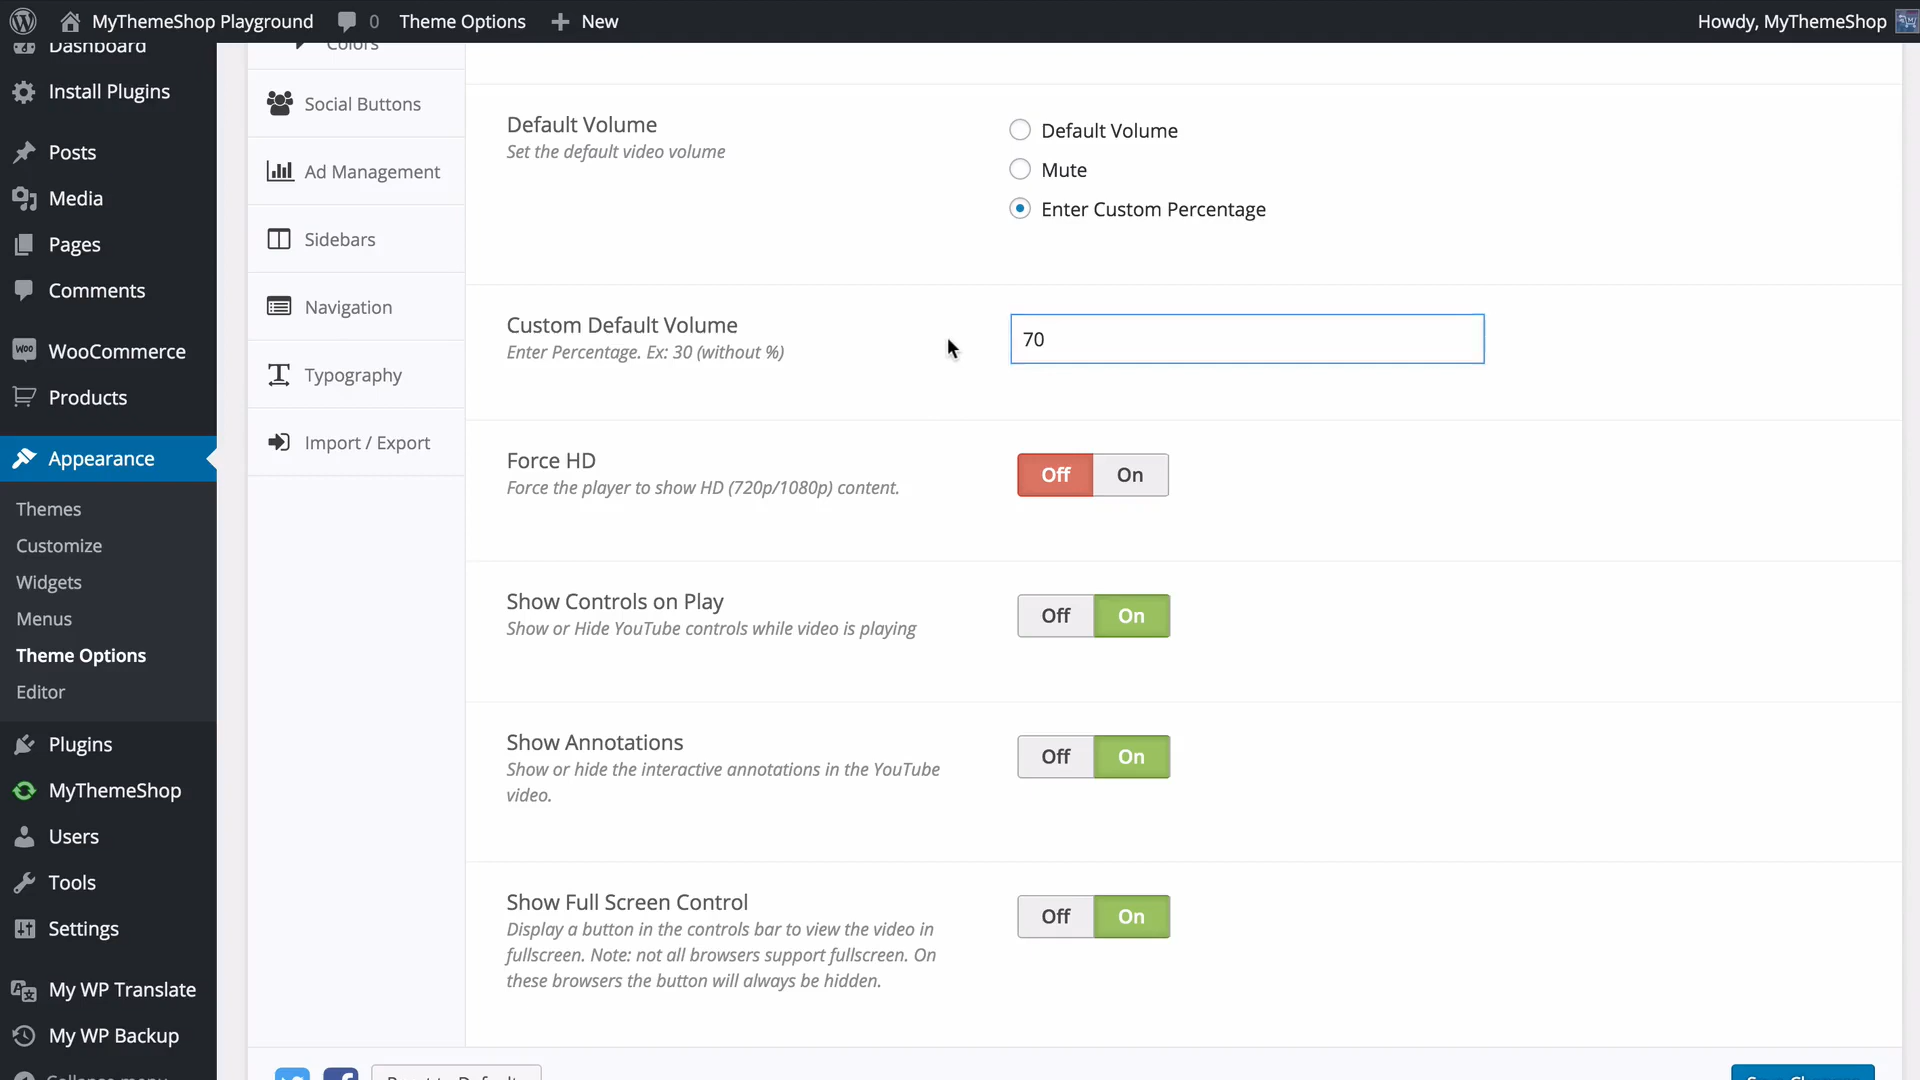 MyThemeShop Playground
0
Theme Options
New
Howdy, MyThemeShop
Dashboard
Install Plugins
Posts
Media
Pages
Comments
WOO
WooCommerce
Products
Appearance
Themes
Customize
Widgets
Menus
Theme Options
Editor
Plugins
MyThemeShop
Users
Tools
Settings
My WP Translate
My WP Backup
Collapse menu
Colors
Social Buttons
Ad Management
Sidebars
Navigation
Typography
Import / Export
Default Volume
Set the default video volume
Default Volume
Mute
Enter Custom Percentage
Custom Default Volume
Enter Percentage. Ex: 30 (without %)
70
Force HD
Force the player to show HD (720p/1080p) content.
Off
On
Show Controls on Play
Show or Hide YouTube controls while video is playing
Off
On
Show Annotations
Show or hide the interactive annotations in the YouTube
video.
Off
On
Show Full Screen Control
Display a button in the controls bar to view the video in
fullscreen. Note: not all browsers support fullscreen. On
these browsers the button will always be hidden.
Off
On